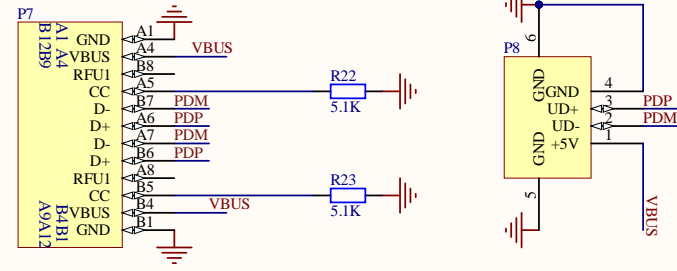 P7
A1 A4
B12B9
GND A1
VBUS A4 VBUS
RFU1 B8
CC A5 R22 5.1K
D- B7 PDM
D+ A6 PDP
D- A7 PDM
D+ B6 PDP
RFU1 A8
CC B5 R23 5.1K
VBUS B4 VBUS
GND B1
B4B1
A9A12
P8
6
GND
GND 4
UD+ 3 PDP
UD- 2 PDM
+5V 1
GND
5
VBUS